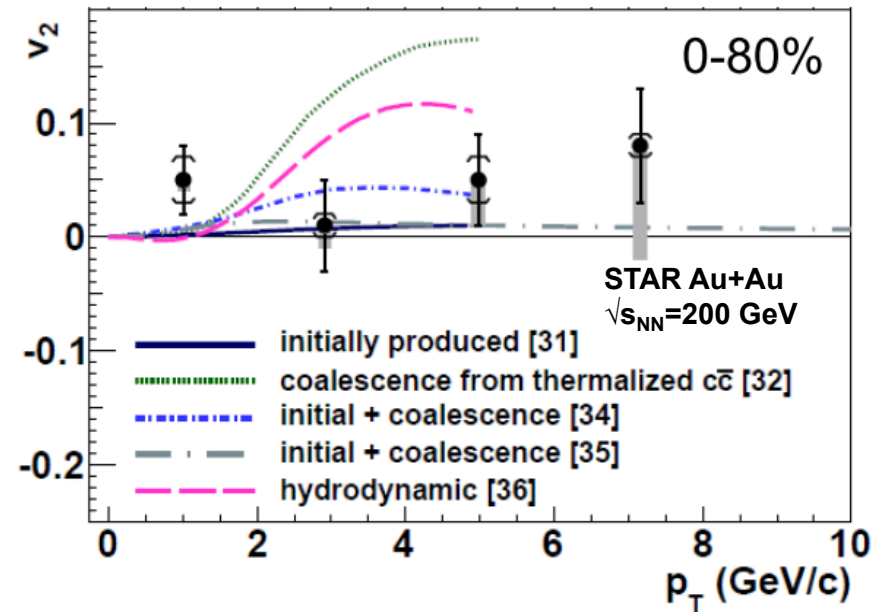 v2
0-80%
0.1
0
-0.1
-0.2
STAR Au+Au
√sNN=200 GeV
initially produced [31]
coalescence from thermalized cc̅ [32]
initial + coalescence [34]
initial + coalescence [35]
hydrodynamic [36]
0 2 4 6 8 10
pT (GeV/c)